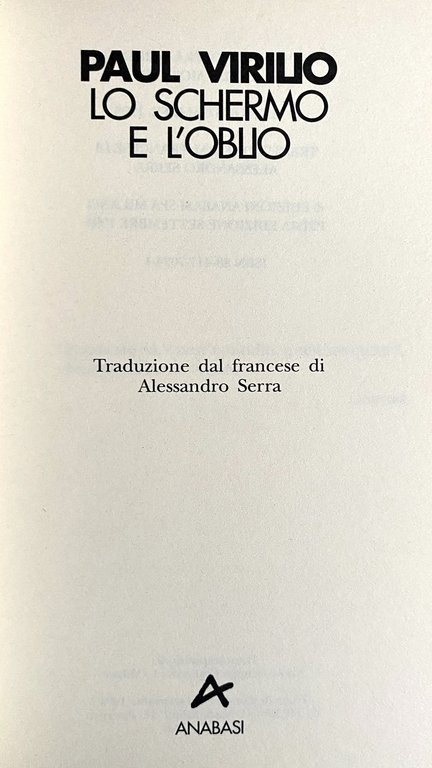 PAUL VIRILIO
LO SCHERMO
E L'OBLIO
Traduzione dal francese di
Alessandro Serra
ANABASI